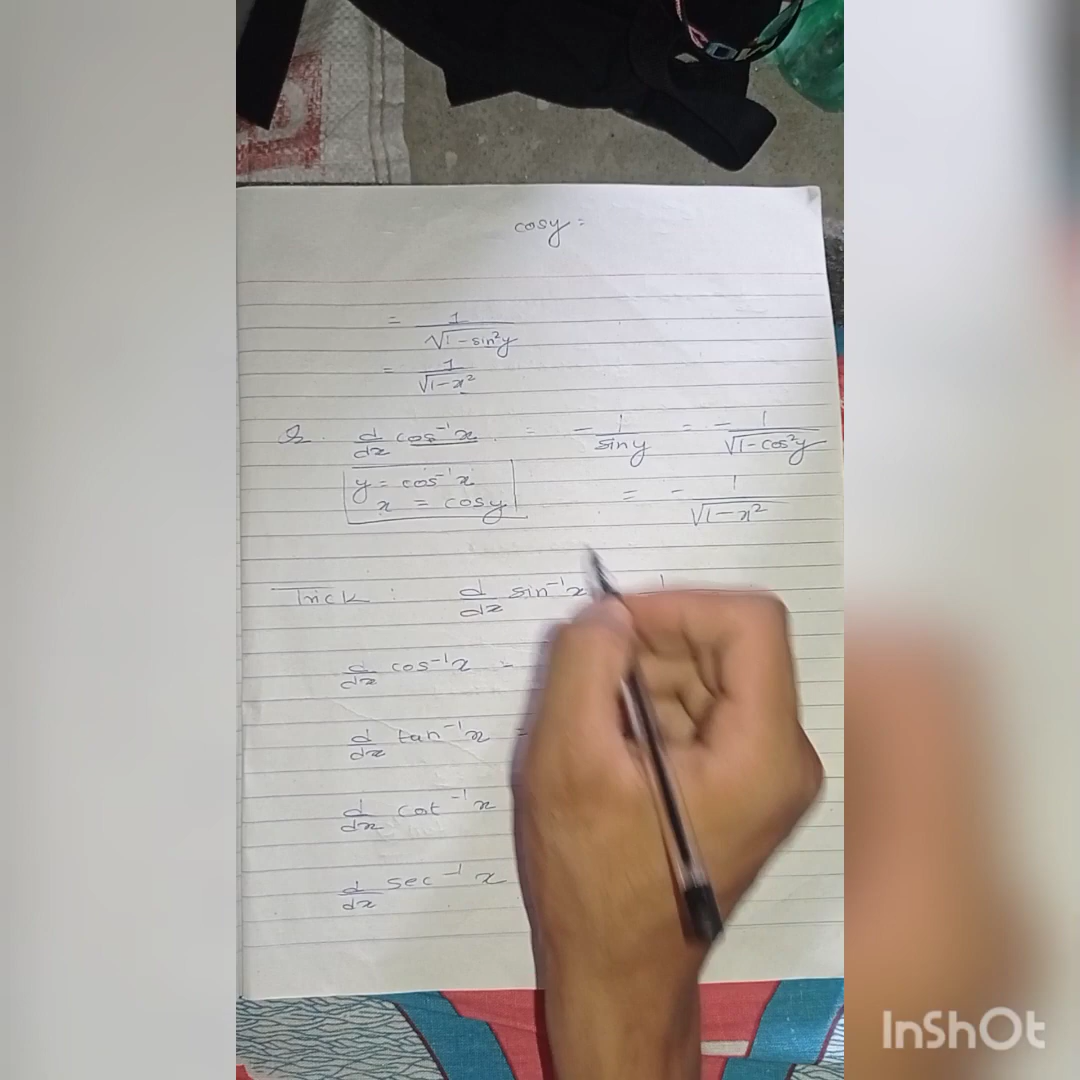 cosy =
= 1/√(1-sin²y)
= 1/√(1-x²)
2. d/dx cos⁻¹x = -1/siny = -1/√(1-cos²y)
y = cos⁻¹x
x = cosy
= -1/√(1-x²)
Trick : d/dx sin⁻¹x 1
d/dx cos⁻¹x =
d/dx tan⁻¹x =
d/dx cot⁻¹x
d/dx sec⁻¹x
InShOt